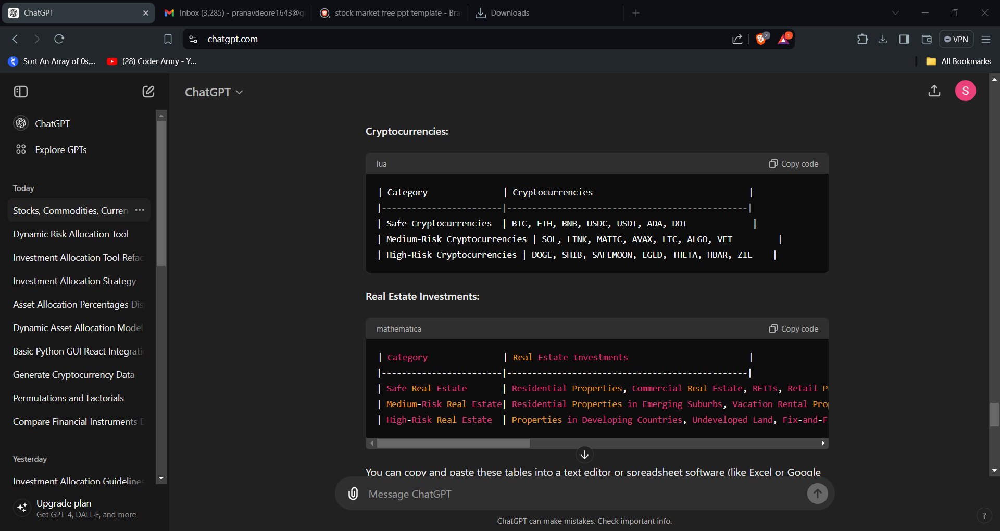 ChatGPT
Inbox (3,285) - pranavdeore1643@g
stock market free ppt template - Bra
Downloads
chatgpt.com
2
1
VPN
Sort An Array of 0s,...
(28) Coder Army - Y...
All Bookmarks
ChatGPT
S
ChatGPT
Explore GPTs
Today
Stocks, Commodities, Curren
Dynamic Risk Allocation Tool
Investment Allocation Tool Refac
Investment Allocation Strategy
Asset Allocation Percentages Dis
Dynamic Asset Allocation Model
Basic Python GUI React Integratio
Generate Cryptocurrency Data
Permutations and Factorials
Compare Financial Instruments D
Yesterday
Investment Allocation Guidelines
Upgrade plan
Get GPT-4, DALL·E, and more
Cryptocurrencies:
lua
Copy code
| Category | Cryptocurrencies |
|------------------------|------------------------------------------------|
| Safe Cryptocurrencies | BTC, ETH, BNB, USDC, USDT, ADA, DOT |
| Medium-Risk Cryptocurrencies | SOL, LINK, MATIC, AVAX, LTC, ALGO, VET |
| High-Risk Cryptocurrencies | DOGE, SHIB, SAFEMOON, EGLD, THETA, HBAR, ZIL |
Real Estate Investments:
mathematica
Copy code
| Category | Real Estate Investments |
|------------------------|------------------------------------------------|
| Safe Real Estate | Residential Properties, Commercial Real Estate, REITs, Retail P
| Medium-Risk Real Estate| Residential Properties in Emerging Suburbs, Vacation Rental Prop
| High-Risk Real Estate | Properties in Developing Countries, Undeveloped Land, Fix-and-F
You can copy and paste these tables into a text editor or spreadsheet software (like Excel or Google
Message ChatGPT
ChatGPT can make mistakes. Check important info.
?